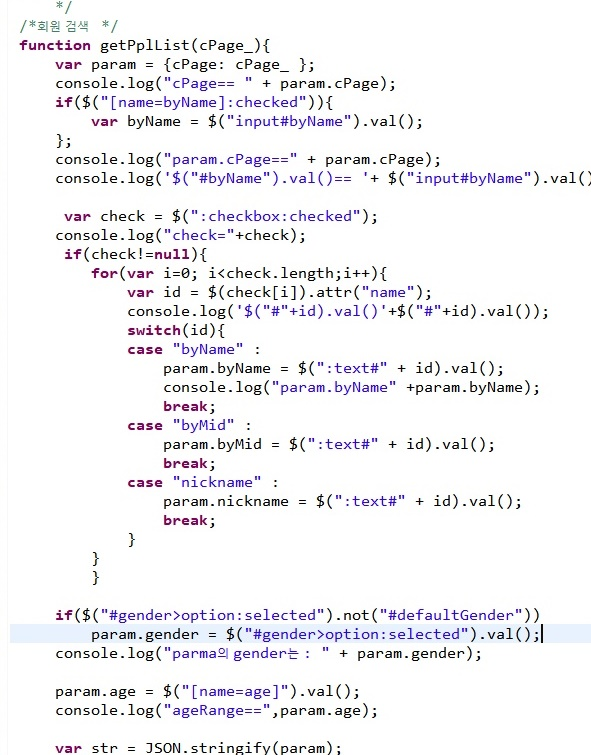 */
/*회원 검색 */
function getPplList(cPage_){
var param = {cPage: cPage_ };
console.log("cPage== " + param.cPage);
if($("[name=byName]:checked")){
var byName = $("input#byName").val();
};
console.log("param.cPage==" + param.cPage);
console.log('$("#byName").val()== '+ $("input#byName").val()
var check = $(":checkbox:checked");
console.log("check="+check);
if(check!=null){
for(var i=0; i<check.length;i++){
var id = $(check[i]).attr("name");
console.log('$("#"+id).val()'+$("#"+id).val());
switch(id){
case "byName" :
param.byName = $(":text#" + id).val();
console.log("param.byName" +param.byName);
break;
case "byMid" :
param.byMid = $(":text#" + id).val();
break;
case "nickname" :
param.nickname = $(":text#" + id).val();
break;
}
}
}
if($("#gender>option:selected").not("#defaultGender"))
param.gender = $("#gender>option:selected").val();
console.log("parma의 gender는 : " + param.gender);
param.age = $("[name=age]").val();
console.log("ageRange==",param.age);
var str = JSON.stringify(param);